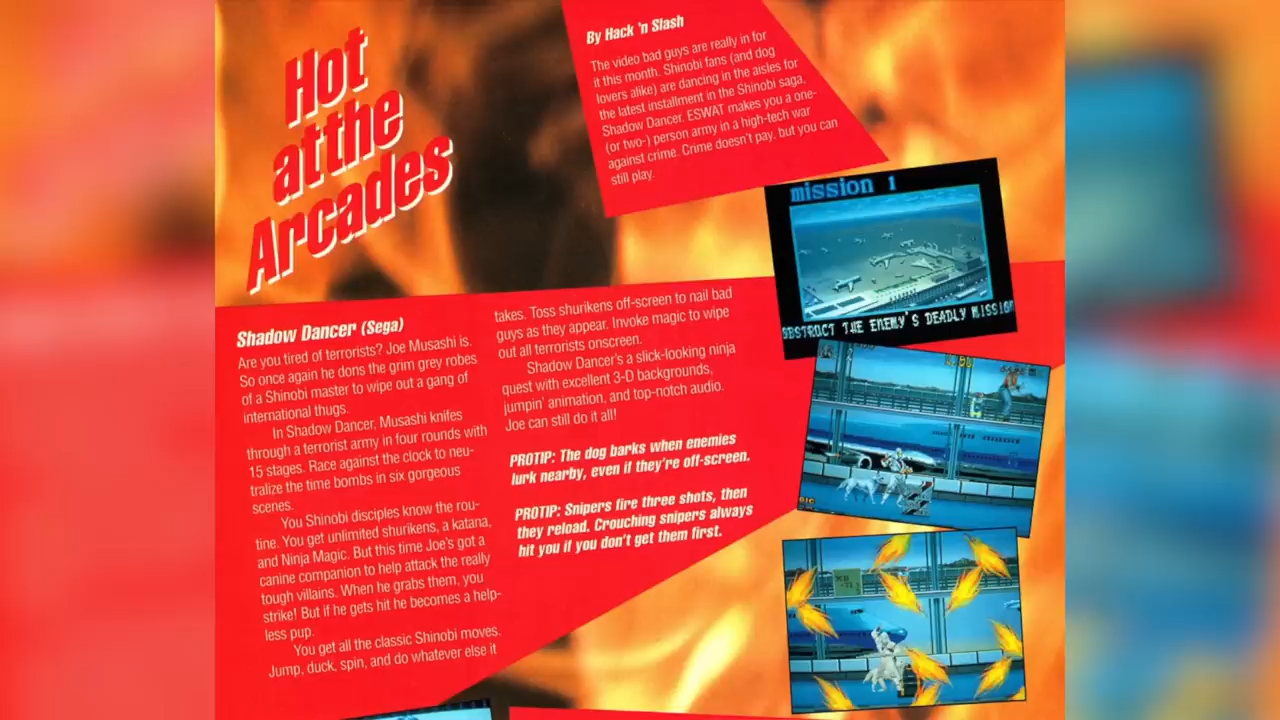 Hot
at the
Arcades
By Hack 'n Slash
The video bad guys are really in for
it this month. Shinobi fans (and dog
lovers alike) are dancing in the aisles for
the latest installment in the Shinobi saga,
Shadow Dancer. ESWAT makes you a one-
(or two-) person army in a high-tech war
against crime. Crime doesn't pay, but you can
still play.
mission 1
OBSTRUCT THE ENEMY'S DEADLY MISSION
Shadow Dancer (Sega)
Are you tired of terrorists? Joe Musashi is.
So once again he dons the grim grey robes
of a Shinobi master to wipe out a gang of
international thugs.
In Shadow Dancer, Musashi knifes
through a terrorist army in four rounds with
15 stages. Race against the clock to neu-
tralize the time bombs in six gorgeous
scenes.
You Shinobi disciples know the rou-
tine. You get unlimited shurikens, a katana,
and Ninja Magic. But this time Joe's got a
canine companion to help attack the really
tough villains. When he grabs them, you
strike! But if he gets hit he becomes a help-
less pup.
You get all the classic Shinobi moves.
Jump, duck, spin, and do whatever else it
takes. Toss shurikens off-screen to nail bad
guys as they appear. Invoke magic to wipe
out all terrorists onscreen.
Shadow Dancer's a slick-looking ninja
quest with excellent 3-D backgrounds,
jumpin' animation, and top-notch audio.
Joe can still do it all!
PROTIP: The dog barks when enemies
lurk nearby, even if they're off-screen.
PROTIP: Snipers fire three shots, then
they reload. Crouching snipers always
hit you if you don't get them first.